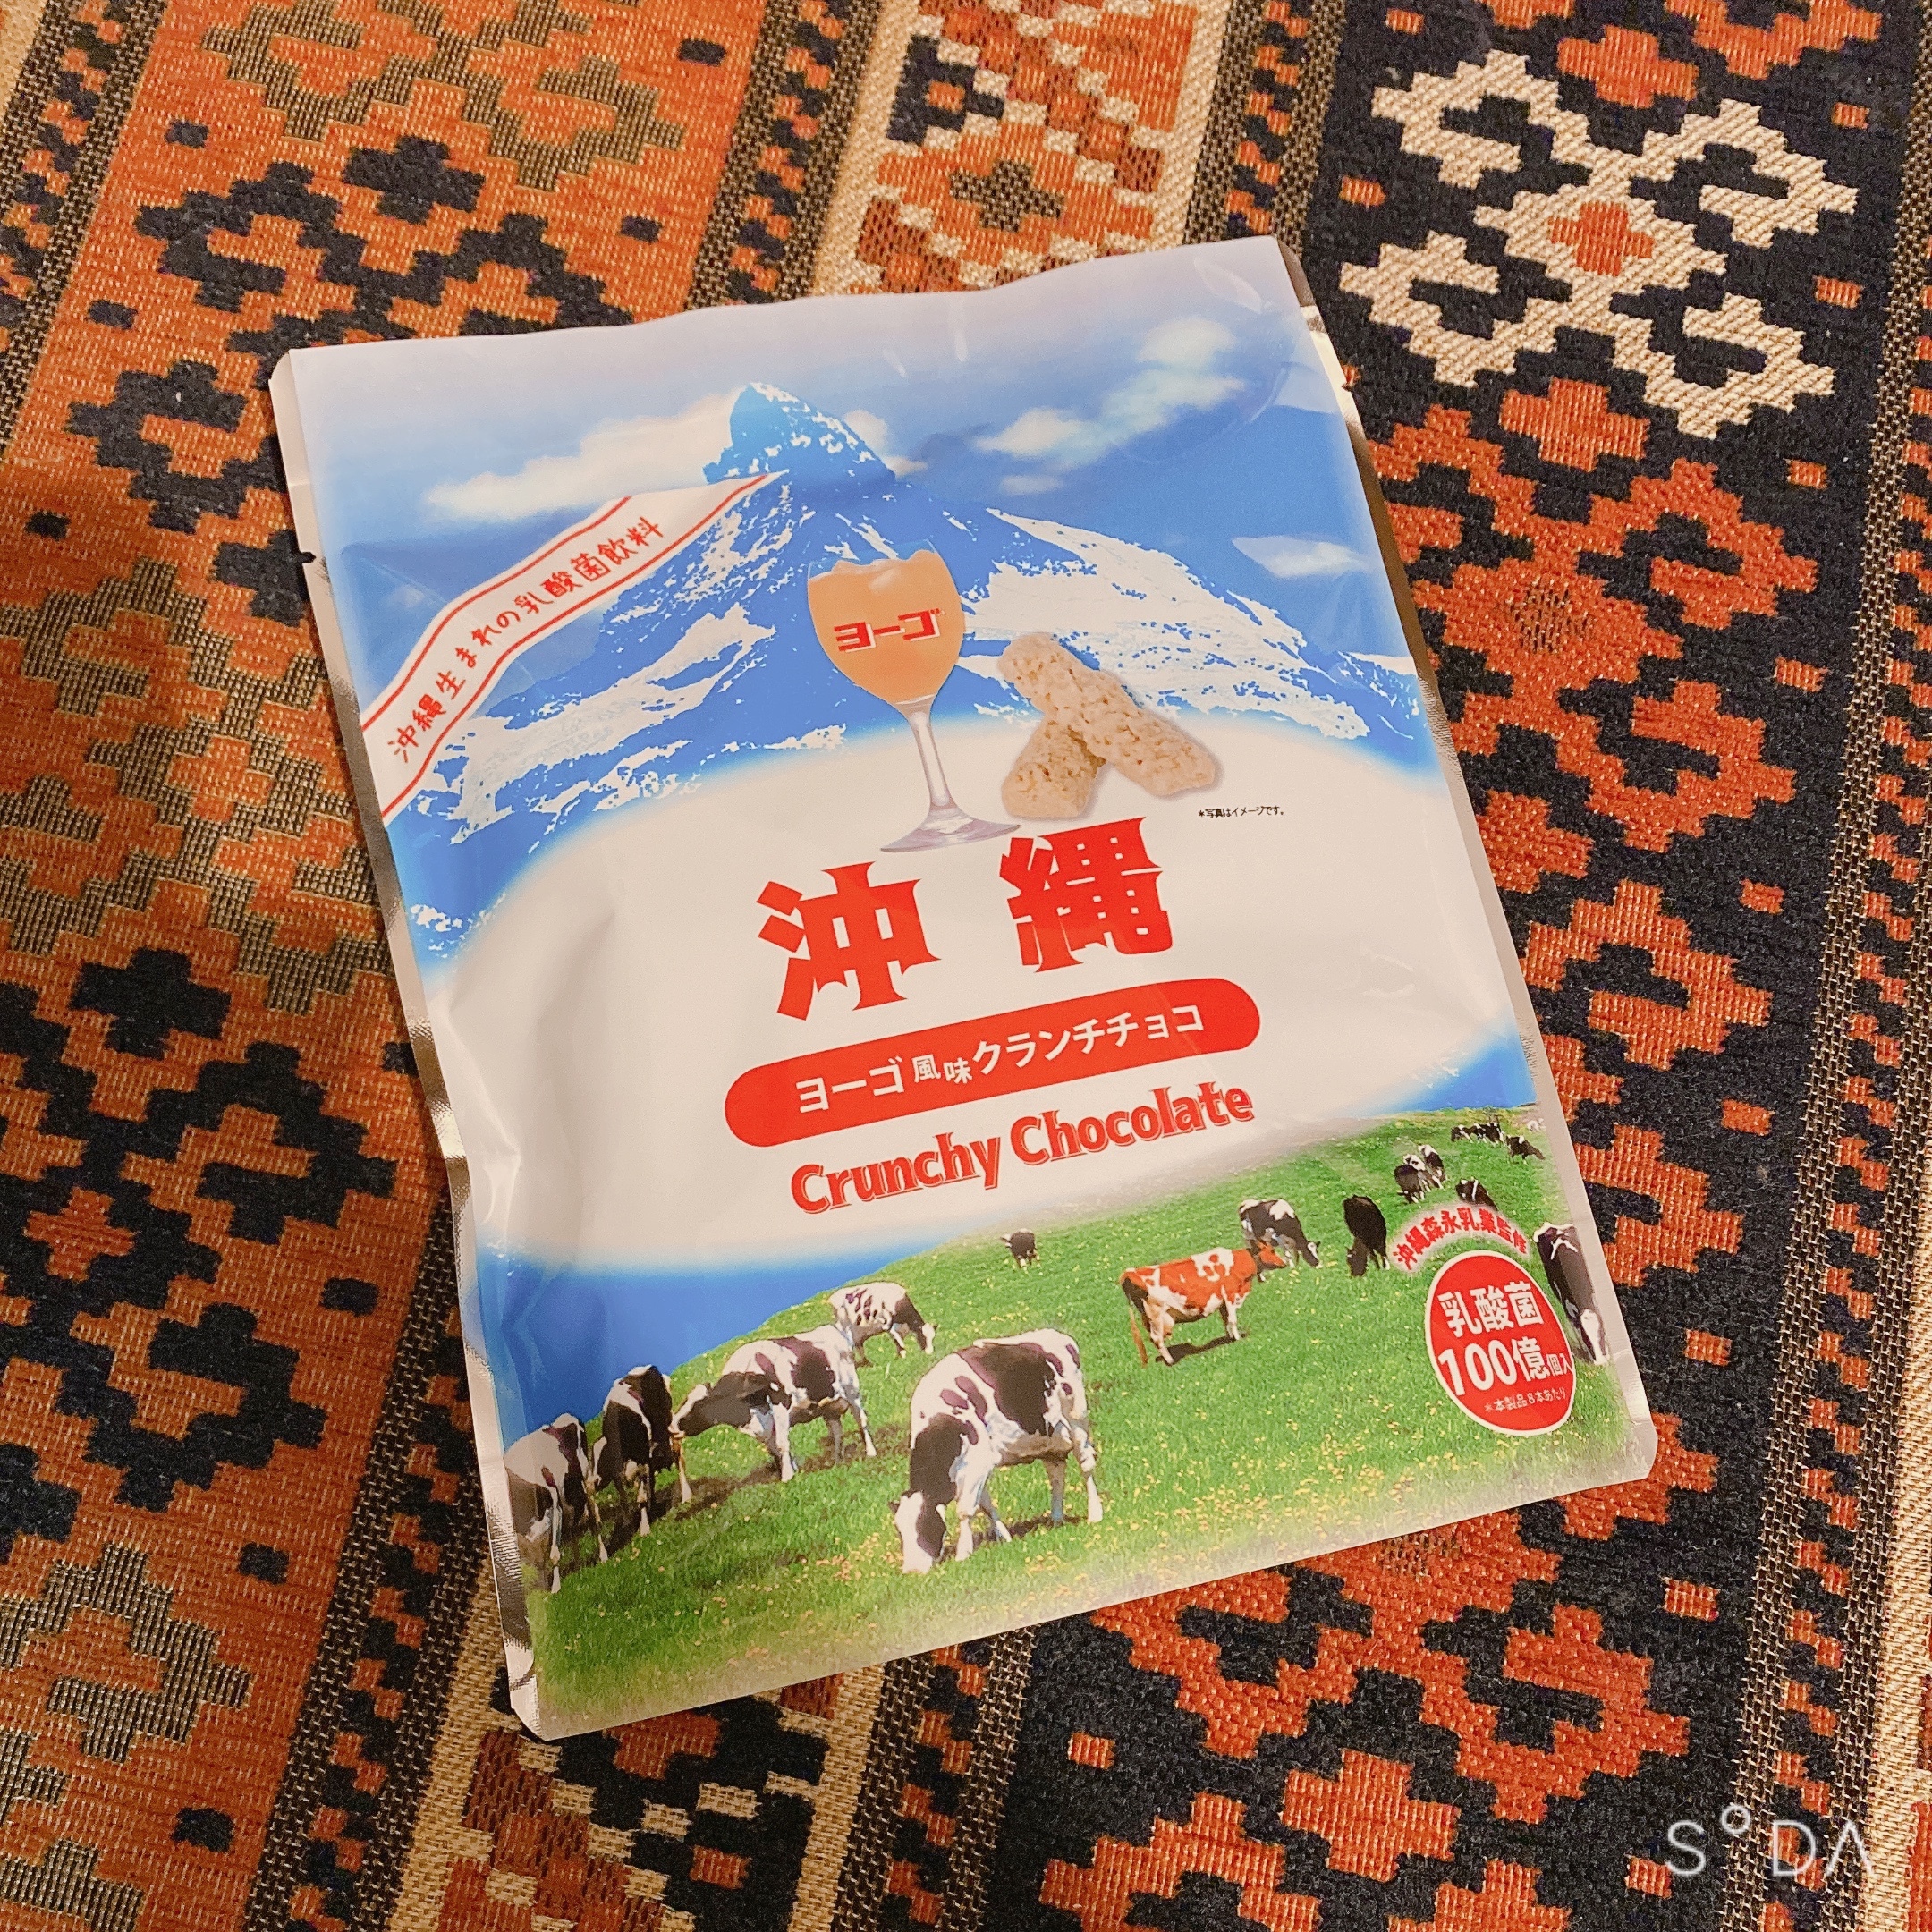 沖縄生まれの乳酸菌飲料
ヨーゴ
*写真はイメージです。
沖縄
ヨーゴ風味クランチチョコ
Crunchy Chocolate
沖縄森永乳業監修
乳酸菌
100億個入
*本製品8本あたり
SODA